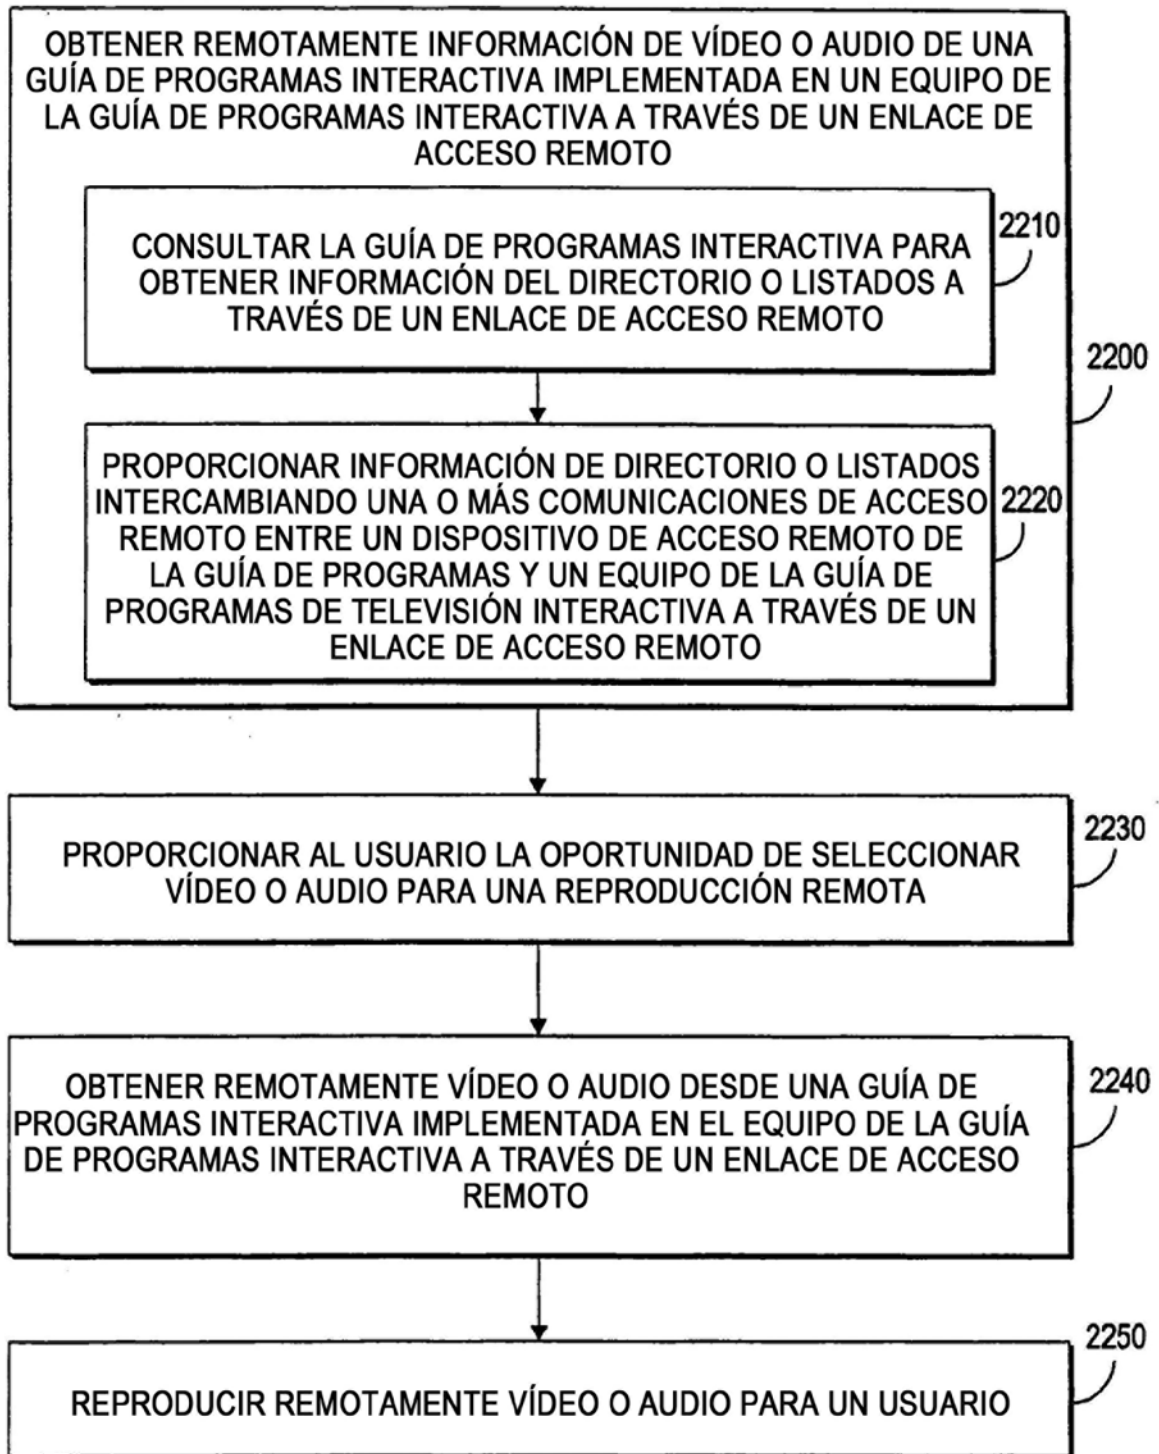 OBTENER REMOTAMENTE INFORMACIÓN DE VÍDEO O AUDIO DE UNA
GUÍA DE PROGRAMAS INTERACTIVA IMPLEMENTADA EN UN EQUIPO DE
LA GUÍA DE PROGRAMAS INTERACTIVA A TRAVÉS DE UN ENLACE DE
ACCESO REMOTO
2210
CONSULTAR LA GUÍA DE PROGRAMAS INTERACTIVA PARA
OBTENER INFORMACIÓN DEL DIRECTORIO O LISTADOS A
TRAVÉS DE UN ENLACE DE ACCESO REMOTO
2200
PROPORCIONAR INFORMACIÓN DE DIRECTORIO O LISTADOS
INTERCAMBIANDO UNA O MÁS COMUNICACIONES DE ACCESO
2220
REMOTO ENTRE UN DISPOSITIVO DE ACCESO REMOTO DE
LA GUÍA DE PROGRAMAS Y UN EQUIPO DE LA GUÍA DE
PROGRAMAS DE TELEVISIÓN INTERACTIVA A TRAVÉS DE UN
ENLACE DE ACCESO REMOTO
2230
PROPORCIONAR AL USUARIO LA OPORTUNIDAD DE SELECCIONAR
VÍDEO O AUDIO PARA UNA REPRODUCCIÓN REMOTA
2240
OBTENER REMOTAMENTE VÍDEO O AUDIO DESDE UNA GUÍA DE
PROGRAMAS INTERACTIVA IMPLEMENTADA EN EL EQUIPO DE LA GUÍA
DE PROGRAMAS INTERACTIVA A TRAVÉS DE UN ENLACE DE ACCESO
REMOTO
2250
REPRODUCIR REMOTAMENTE VÍDEO O AUDIO PARA UN USUARIO